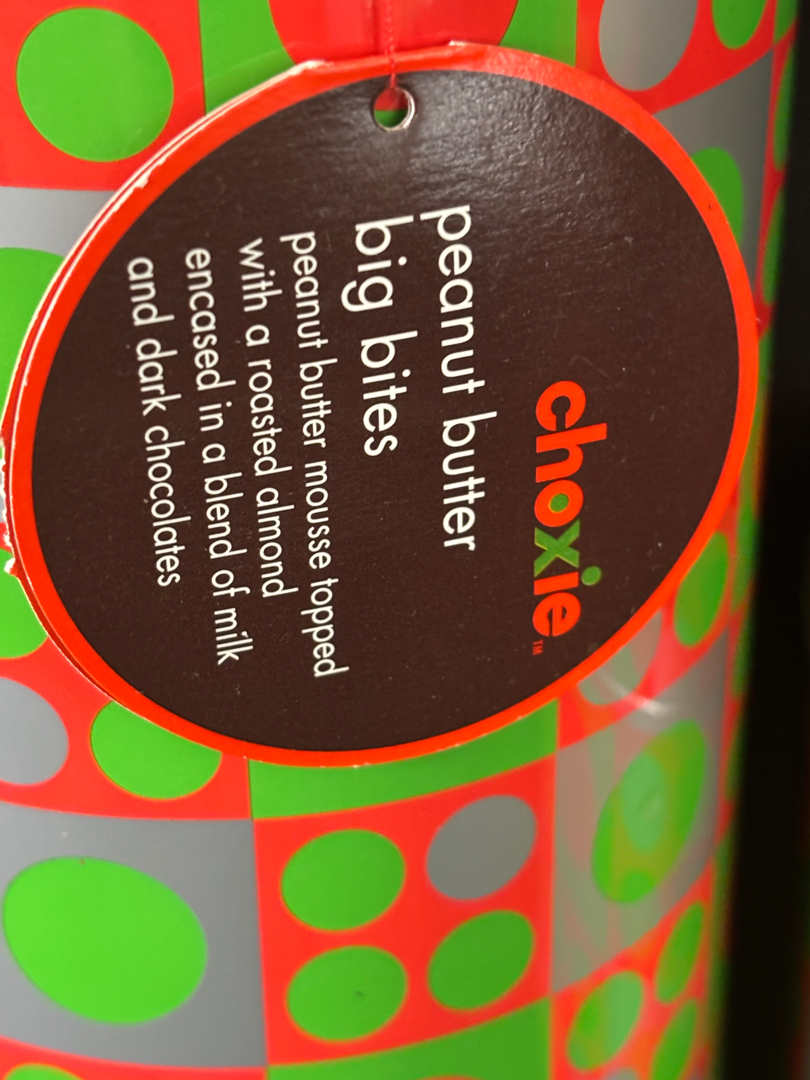 choxie™
peanut butter
big bites
peanut butter mousse topped
with a roasted almond
encased in a blend of milk
and dark chocolates